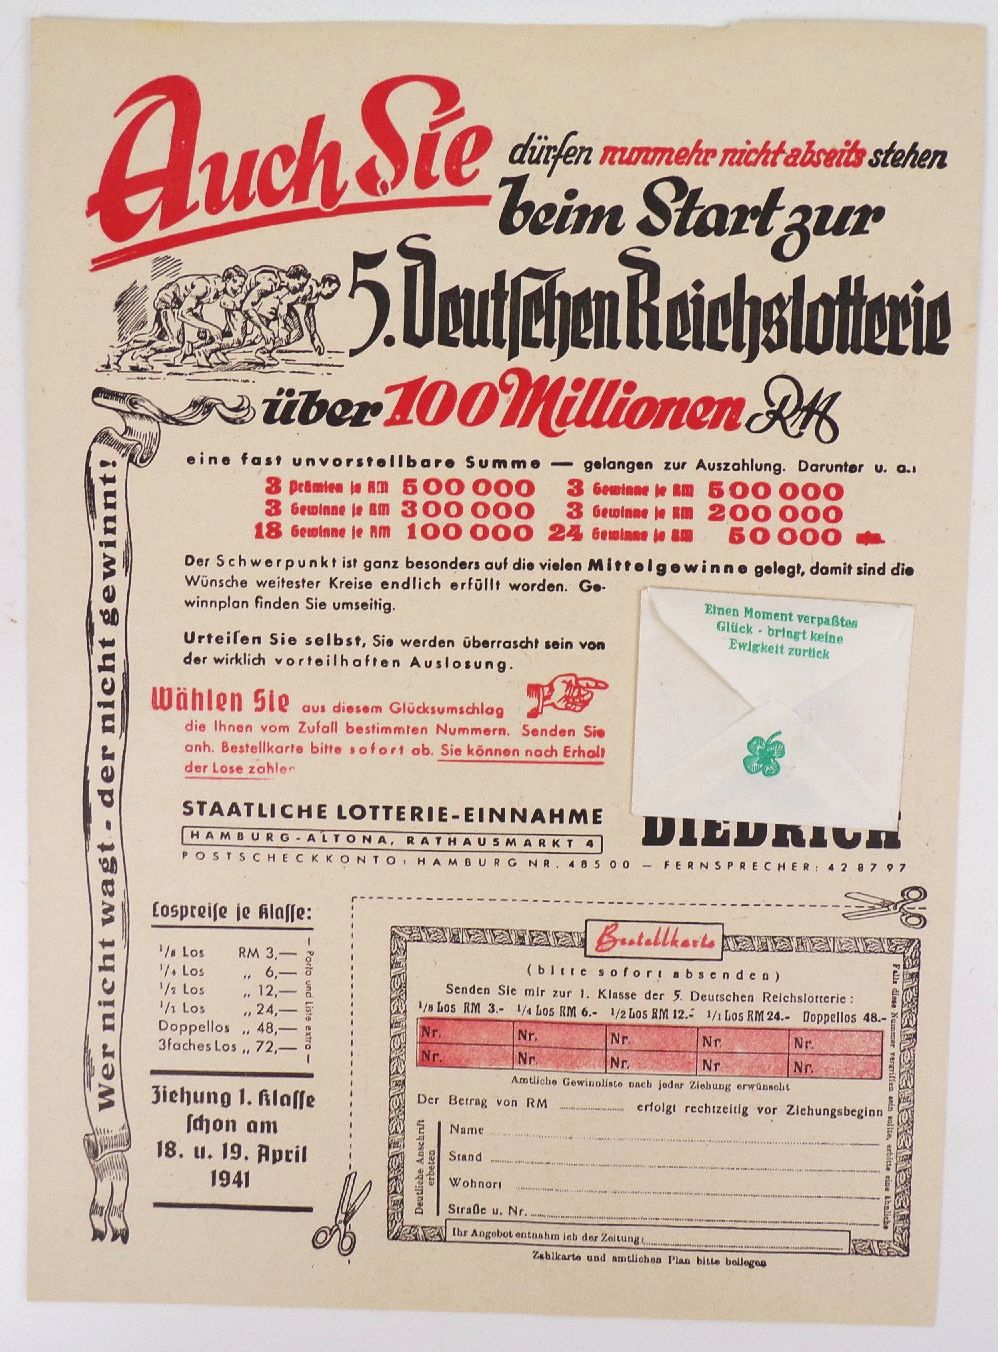 Auch Sie dürfen nunmehr nicht abseits stehen
beim Start zur
5. Deutschen Reichslotterie
über 100 Millionen RM
eine fast unvorstellbare Summe — gelangen zur Auszahlung. Darunter u. a.:
3 Prämien je RM 500 000 3 Gewinne je RM 500 000
3 Gewinne je RM 300 000 3 Gewinne je RM 200 000
18 Gewinne je RM 100 000 24 Gewinne je RM 50 000 usw.
Der Schwerpunkt ist ganz besonders auf die vielen Mittelgewinne gelegt, damit sind die
Wünsche weitester Kreise endlich erfüllt worden. Ge-
winnplan finden Sie umseitig.
Urteilen Sie selbst, Sie werden überrascht sein von
der wirklich vorteilhaften Auslosung.
Wählen Sie aus diesem Glücksumschlag
die Ihnen vom Zufall bestimmten Nummern. Senden Sie
anh. Bestellkarte bitte sofort ab. Sie können nach Erhalt
der Lose zahlen
Einen Moment verpaßtes
Glück - bringt keine
Ewigkeit zurück
STAATLICHE LOTTERIE-EINNAHME DIEDRICH
HAMBURG-ALTONA, RATHAUSMARKT 4
POSTSCHECKKONTO: HAMBURG NR. 48500 — FERNSPRECHER: 42 87 97
Wer nicht wagt - der nicht gewinnt!
Lospreise je Klasse:
1/8 Los RM 3,—
1/4 Los „ 6,—
1/2 Los „ 12,—
1/1 Los „ 24,—
Doppellos „ 48,—
3faches Los „ 72,—
Porto und Liste extra
Ziehung 1. Klasse
schon am
18. u. 19. April
1941
Bestellkarte
(bitte sofort absenden)
Senden Sie mir zur 1. Klasse der 5. Deutschen Reichslotterie:
1/8 Los RM 3.- 1/4 Los RM 6.- 1/2 Los RM 12.- 1/1 Los RM 24.- Doppellos 48.-
Nr. Nr. Nr. Nr. Nr.
Nr. Nr. Nr. Nr Nr.
Amtliche Gewinnliste nach jeder Ziehung erwünscht
Der Betrag von RM erfolgt rechtzeitig vor Ziehungsbeginn
Deutliche Anschrift
erbeten
Name
Stand
Wohnort
Straße u. Nr.
Ihr Angebot entnahm ich der Zeitung:
Falls diese Nummer vergriffen sein sollte, erbitte eine ähnliche
Zahlkarte und amtlichen Plan bitte beilegen